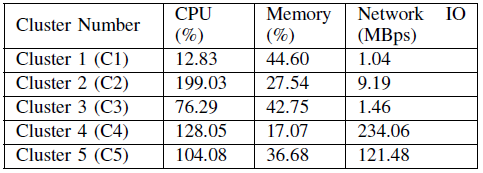 Cluster Number CPU (%) Memory (%) Network IO (MBps)
Cluster 1 (C1) 12.83 44.60 1.04
Cluster 2 (C2) 199.03 27.54 9.19
Cluster 3 (C3) 76.29 42.75 1.46
Cluster 4 (C4) 128.05 17.07 234.06
Cluster 5 (C5) 104.08 36.68 121.48